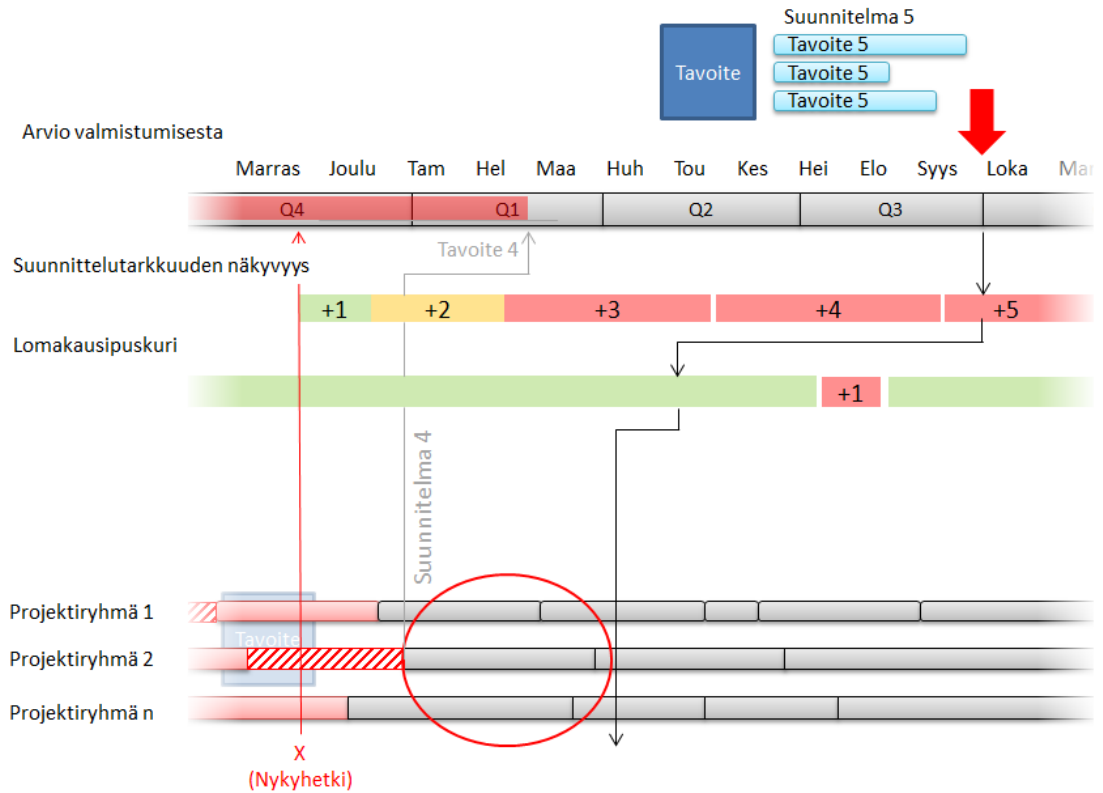 Suunnitelma 5
Tavoite
Tavoite 5
Tavoite 5
Tavoite 5
Arvio valmistumisesta
Marras Joulu Tam Hel Maa Huh Tou Kes Hei Elo Syys Loka Mar
Q4 Q1 Q2 Q3
Tavoite 4
Suunnittelutarkkuuden näkyvyys
+1 +2 +3 +4 +5
Lomakausipuskuri
+1
Suunnitelma 4
Projektiryhmä 1
Tavoite
Projektiryhmä 2
Projektiryhmä n
X
(Nykyhetki)